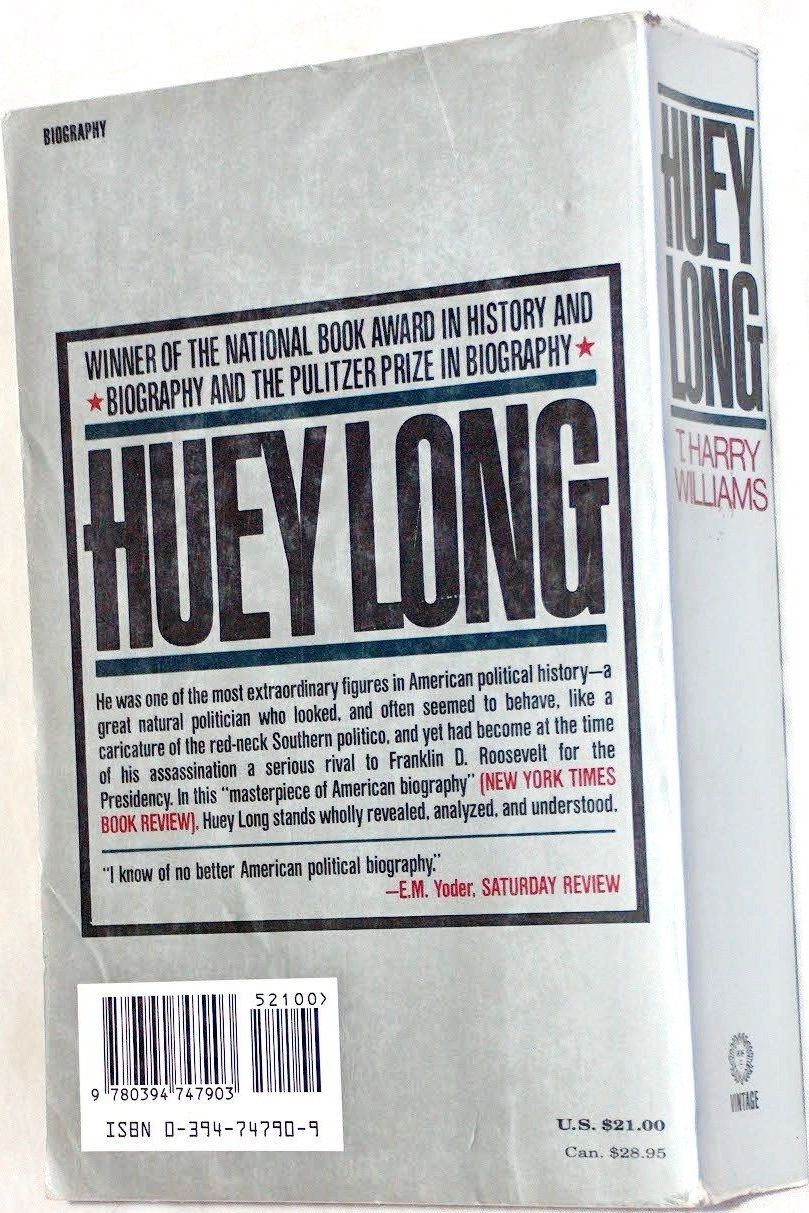 BIOGRAPHY
WINNER OF THE NATIONAL BOOK AWARD IN HISTORY AND
★BIOGRAPHY AND THE PULITZER PRIZE IN BIOGRAPHY★
HUEY LONG
He was one of the most extraordinary figures in American political history—a
great natural politician who looked, and often seemed to behave, like a
caricature of the red-neck Southern politico, and yet had become at the time
of his assassination a serious rival to Franklin D. Roosevelt for the
Presidency. In this "masterpiece of American biography" (NEW YORK TIMES
BOOK REVIEW), Huey Long stands wholly revealed, analyzed, and understood.
"I know of no better American political biography."
—E.M. Yoder, SATURDAY REVIEW
52100>
9 780394 747903
ISBN 0-394-74790-9
U.S. $21.00
Can. $28.95
HUEY
LONG
T. HARRY
WILLIAMS
VINTAGE